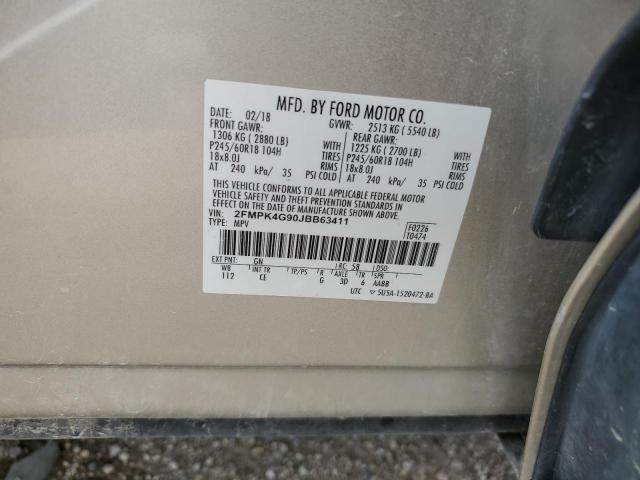 MFD. BY FORD MOTOR CO.
DATE: 02/18 GVWR: 2513 KG ( 5540 LB)
FRONT GAWR: REAR GAWR:
1306 KG ( 2880 LB) WITH 1225 KG ( 2700 LB) WITH
P245/60R18 104H TIRES P245/60R18 104H TIRES
18x8.0J RIMS 18x8.0J RIMS
AT 240 kPa/ 35 PSI COLD AT 240 kPa/ 35 PSI COLD
THIS VEHICLE CONFORMS TO ALL APPLICABLE FEDERAL MOTOR
VEHICLE SAFETY AND THEFT PREVENTION STANDARDS IN
EFFECT ON THE DATE OF MANUFACTURE SHOWN ABOVE.
VIN: 2FMPK4G90JBB63411
TYPE: MPV
F0226
T0474
EXT PNT: GN RC: 58 DSO:
WB INT TR TP/PS R AXLE TR SPR
112 CE G 3D 6 AABB
UTC ▽ 5U5A-1520472-BA